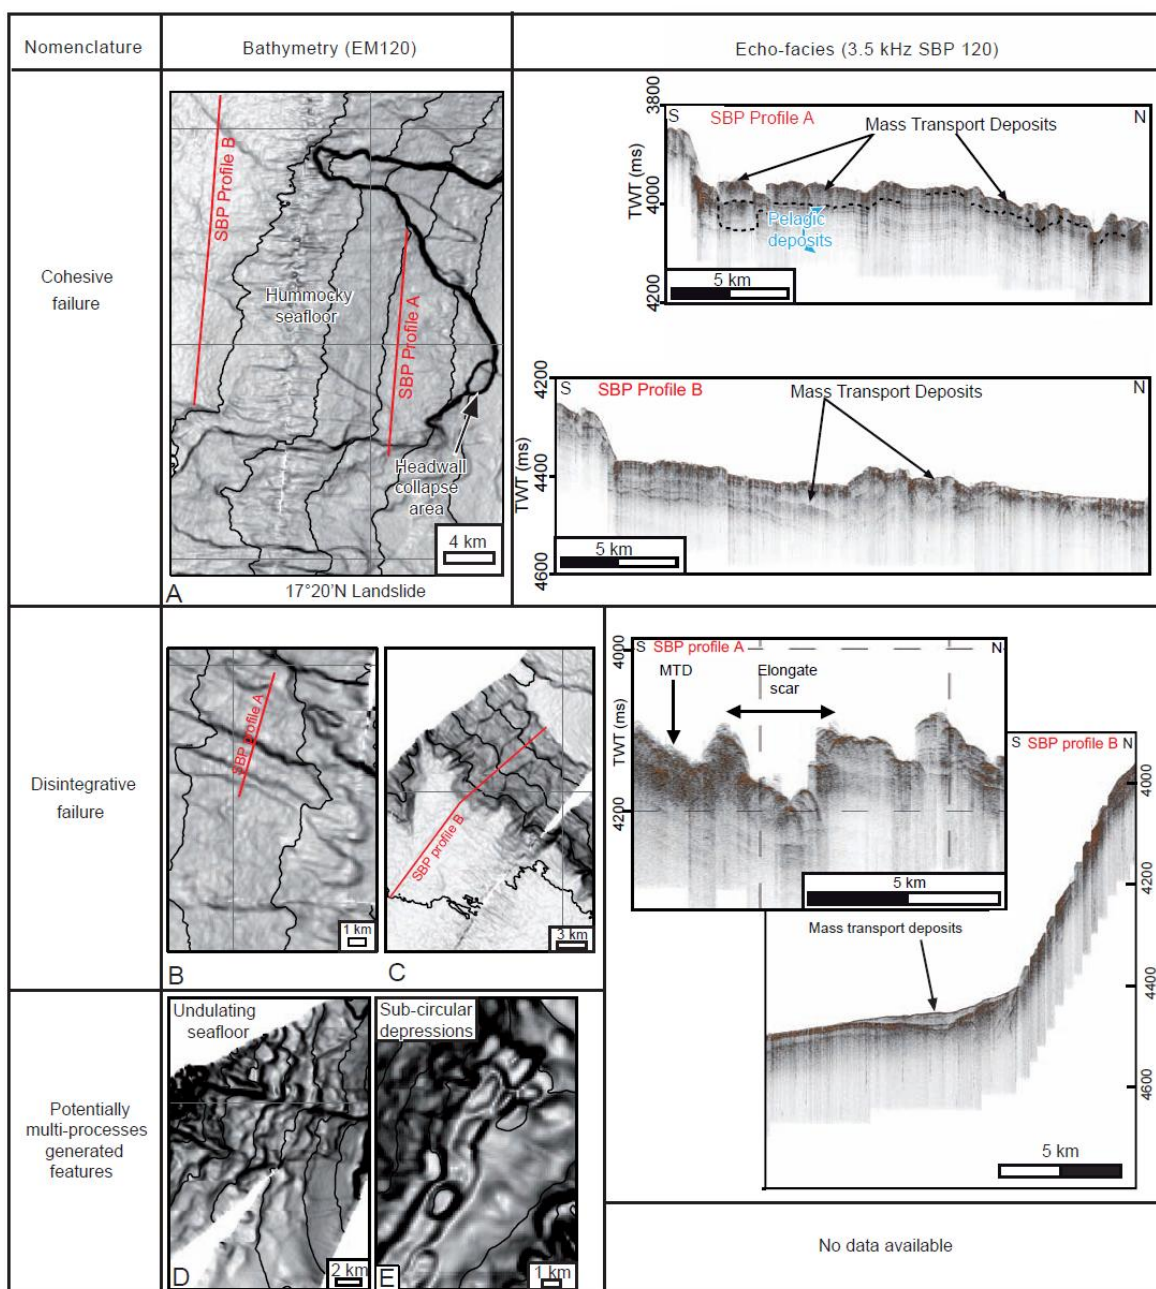 Nomenclature
Bathymetry (EM120)
Echo-facies (3.5 kHz SBP 120)
Cohesive
failure
SBP Profile B
Hummocky
seafloor
SBP Profile A
Headwall
collapse
area
4 km
A
17°20'N Landslide
3800
4000
4200
TWT (ms)
S
SBP Profile A
Mass Transport Deposits
N
Pelagic
deposits
5 km
4200
4400
4600
TWT (ms)
S
SBP Profile B
Mass Transport Deposits
N
5 km
Disintegrative
failure
SBP profile A
1 km
B
SBP profile B
3 km
C
4000
4200
TWT (ms)
S
SBP profile A
N
MTD
Elongate
scar
5 km
S
SBP profile B
N
4000
4200
4400
4600
Mass transport deposits
5 km
Potentially
multi-processes
generated
features
Undulating
seafloor
2 km
D
Sub-circular
depressions
1 km
E
No data available